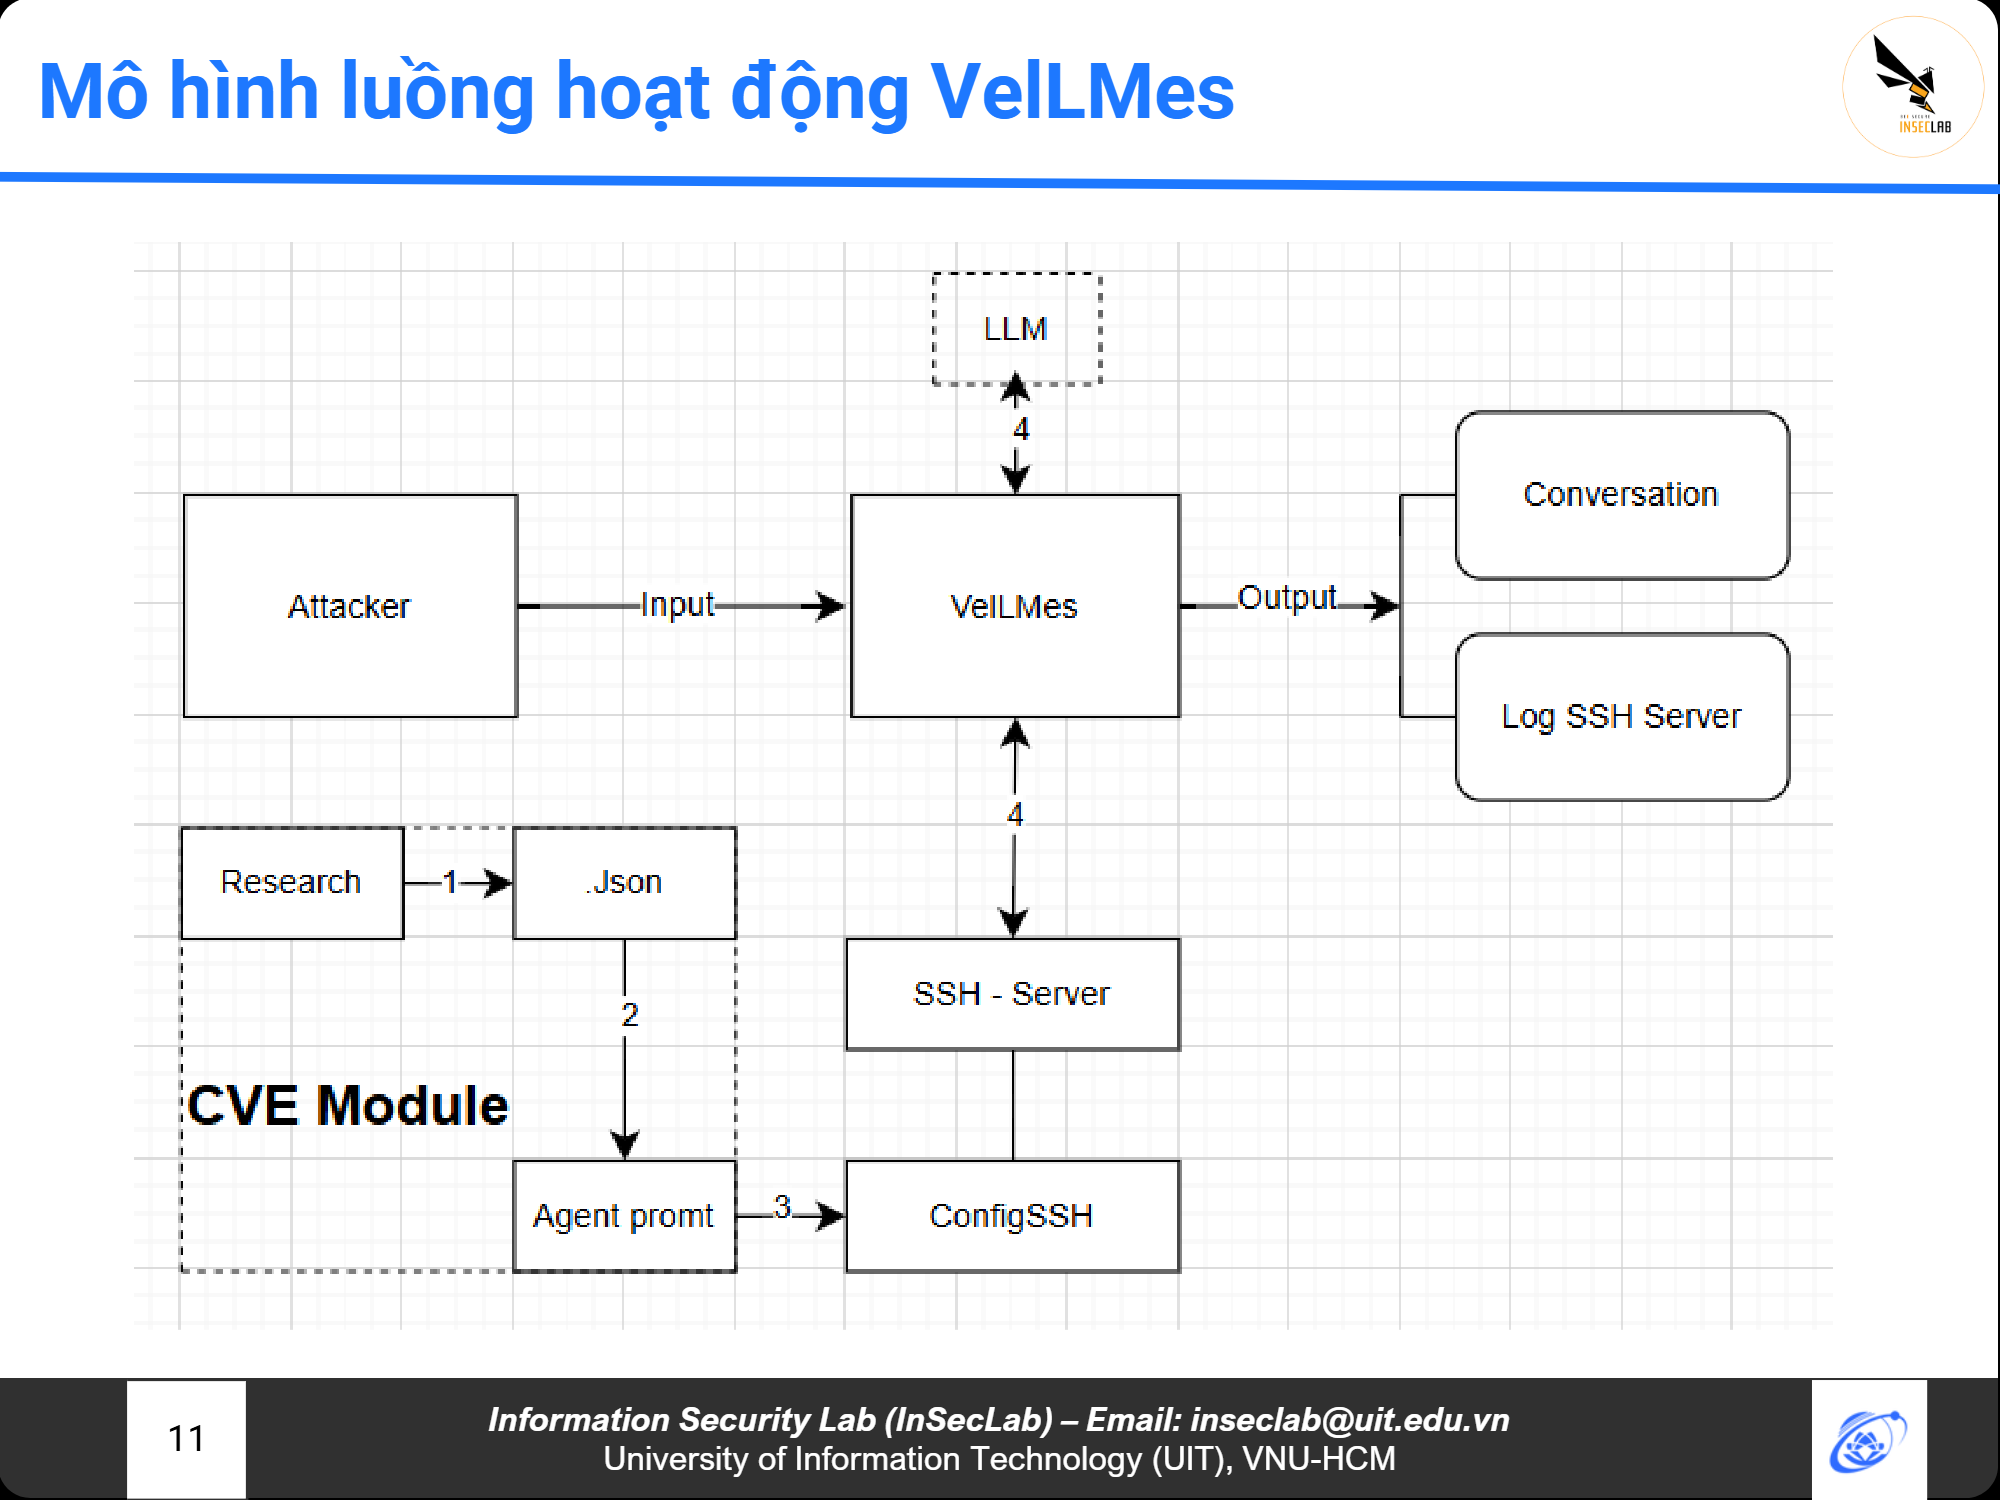 Mô hình luồng hoạt động VelLMes
INSECLAB
LLM
4
Conversation
Attacker
Input
VelLMes
Output
Log SSH Server
4
Research
1
.Json
SSH - Server
2
CVE Module
Agent promt
3
ConfigSSH
11
Information Security Lab (InSecLab) – Email: inseclab@uit.edu.vn
University of Information Technology (UIT), VNU-HCM